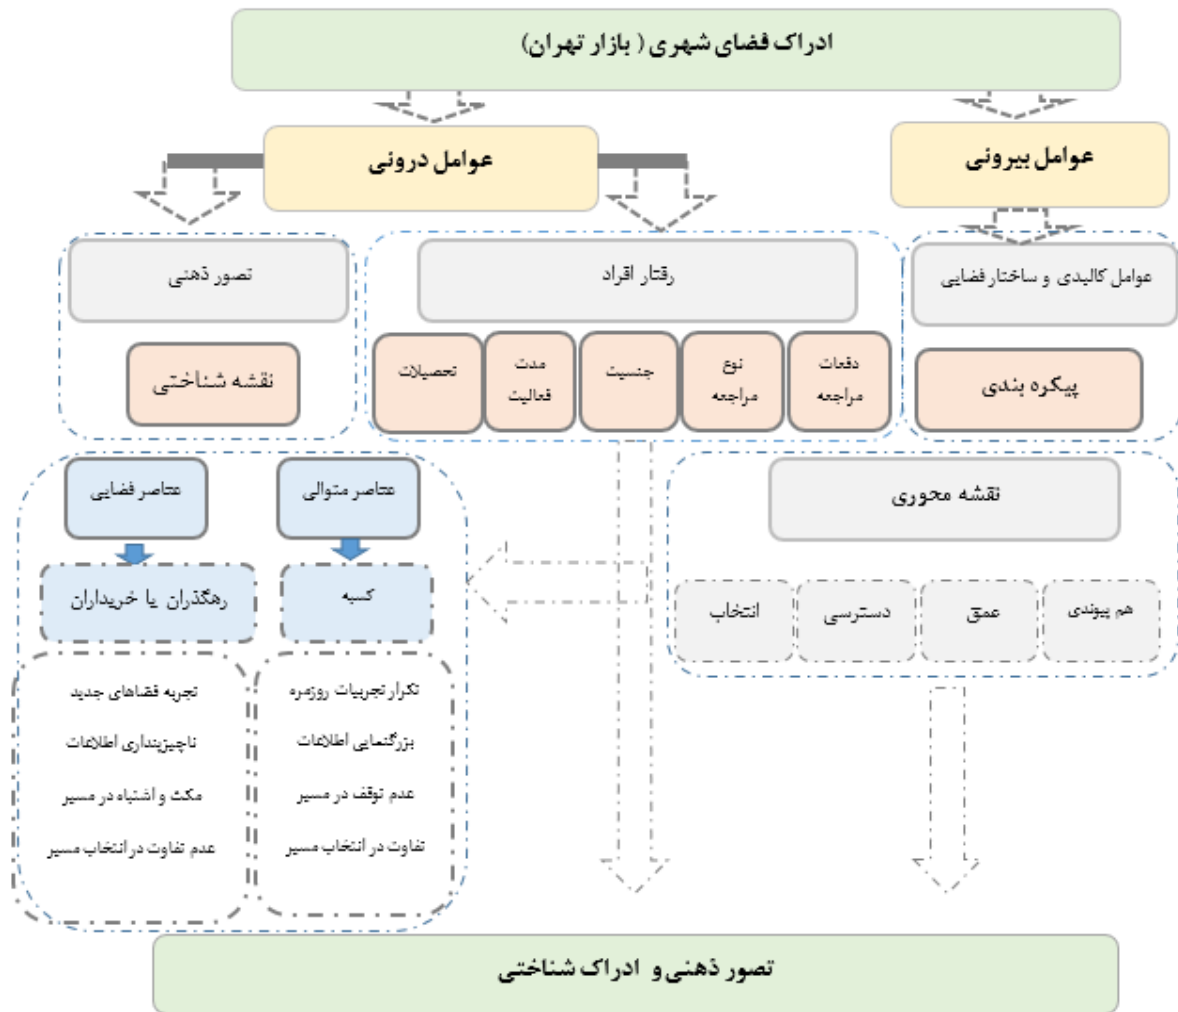 ادراک فضای شهری ( بازار تهران)
عوامل بیرونی
عوامل درونی
عوامل کالبدی و ساختار فضایی
رفتار افراد
تصور ذهنی
پیکره بندی
دفعات
مراجعه
نوع
مراجعه
جنسیت
مدت
فعالیت
تحصیلات
نقشه شناختی
نقشه محوری
هم پیوندی
عمق
دسترسی
انتخاب
عناصر متوالی
عناصر فضایی
کسبه
رهگذران یا خریداران
تکرار تجربیات روزمره
بزرگنمایی اطلاعات
عدم توقف در مسیر
تفاوت در انتخاب مسیر
تجربه فضاهای جدید
ناچیزپنداری اطلاعات
مکث و اشتباه در مسیر
عدم تفاوت در انتخاب مسیر
تصور ذهنی و ادراک شناختی